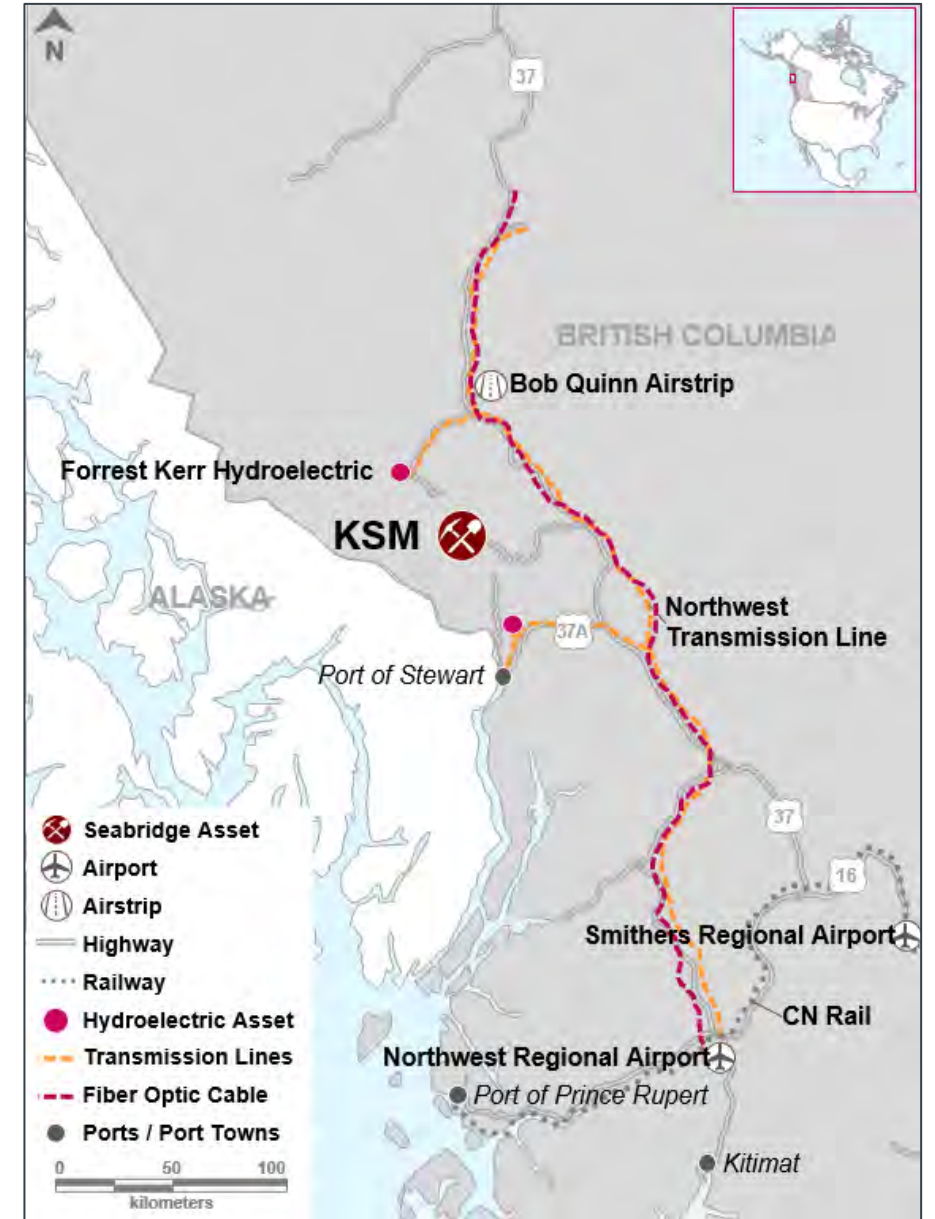 N
37
BRITISH COLUMBIA
Bob Quinn Airstrip
Forrest Kerr Hydroelectric
KSM
ALASKA
Northwest
Transmission Line
37A
Port of Stewart
37
16
Seabridge Asset
Airport
Airstrip
Highway
Railway
Hydroelectric Asset
Transmission Lines
Fiber Optic Cable
Ports / Port Towns
0 50 100
kilometers
Smithers Regional Airport
CN Rail
Northwest Regional Airport
Port of Prince Rupert
Kitimat